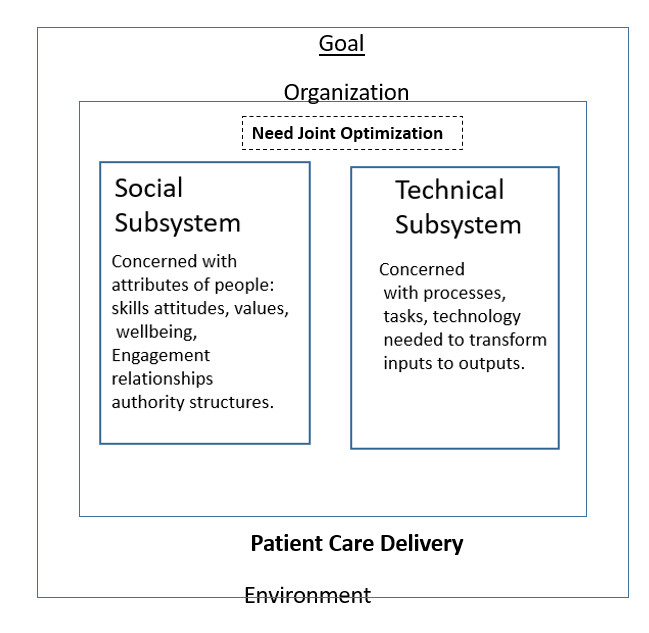 Goal
Organization
Need Joint Optimization
Social
Subsystem
Concerned with
attributes of people:
skills attitudes, values,
wellbeing,
Engagement
relationships
authority structures.
Technical
Subsystem
Concerned
with processes,
tasks, technology
needed to transform
inputs to outputs.
Patient Care Delivery
Environment